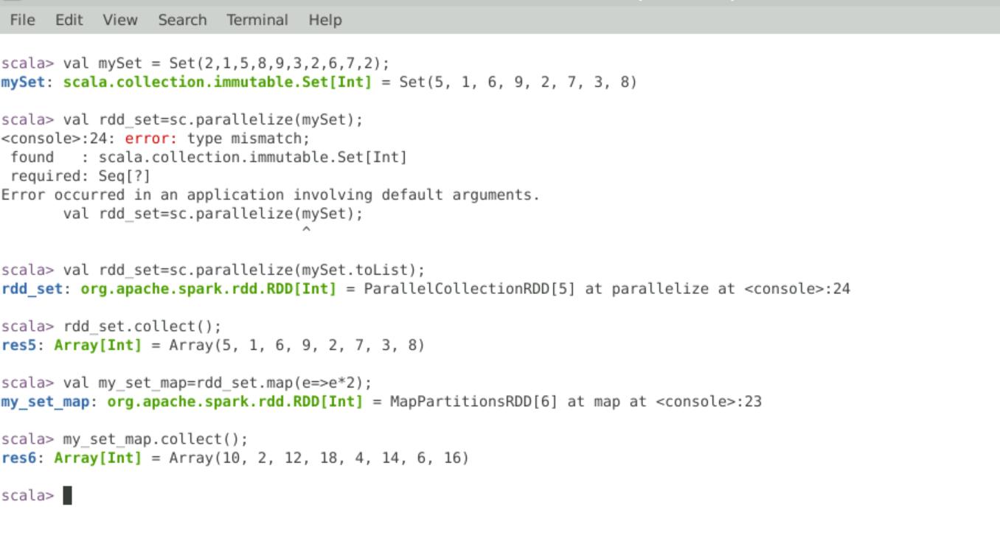 File Edit View Search Terminal Help
scala> val mySet = Set(2,1,5,8,9,3,2,6,7,2);
mySet: scala.collection.immutable.Set[Int] = Set(5, 1, 6, 9, 2, 7, 3, 8)
scala> val rdd_set=sc.parallelize(mySet);
<console>:24: error: type mismatch;
 found   : scala.collection.immutable.Set[Int]
 required: Seq[?]
Error occurred in an application involving default arguments.
       val rdd_set=sc.parallelize(mySet);
                                  ^
scala> val rdd_set=sc.parallelize(mySet.toList);
rdd_set: org.apache.spark.rdd.RDD[Int] = ParallelCollectionRDD[5] at parallelize at <console>:24
scala> rdd_set.collect();
res5: Array[Int] = Array(5, 1, 6, 9, 2, 7, 3, 8)
scala> val my_set_map=rdd_set.map(e=>e*2);
my_set_map: org.apache.spark.rdd.RDD[Int] = MapPartitionsRDD[6] at map at <console>:23
scala> my_set_map.collect();
res6: Array[Int] = Array(10, 2, 12, 18, 4, 14, 6, 16)
scala>